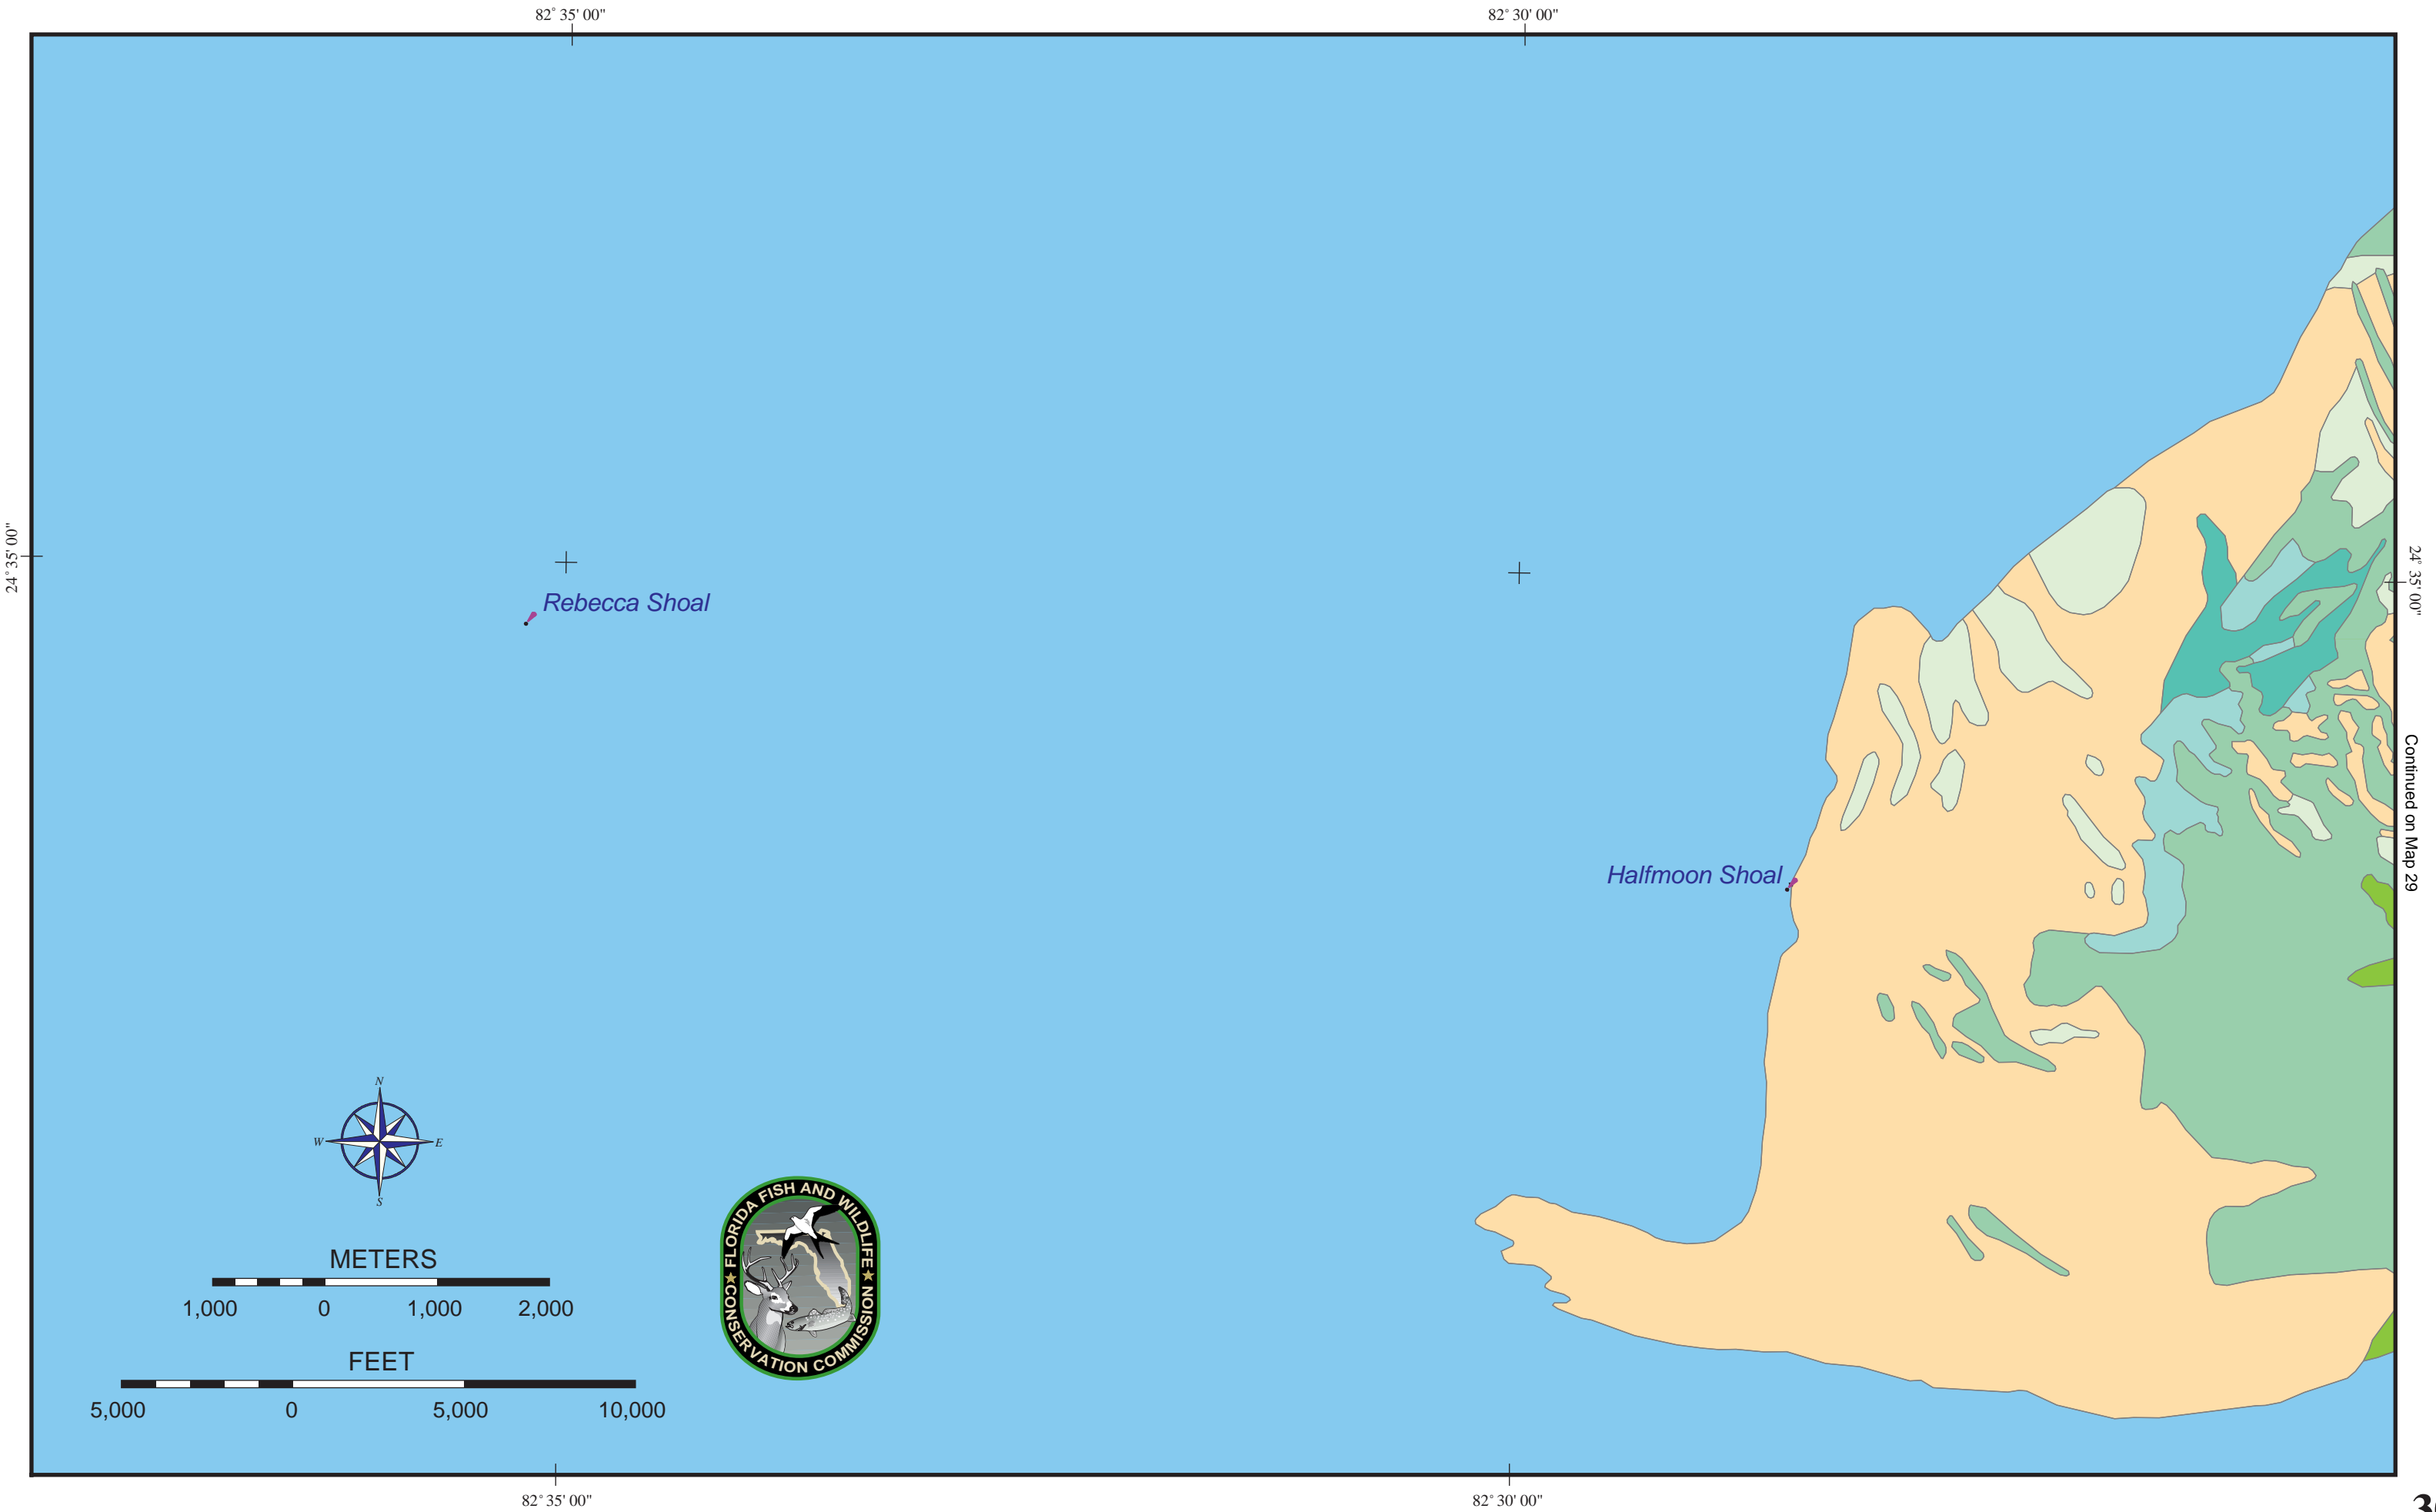 82° 35' 00"
82° 30' 00"
24° 35' 00"
24° 35' 00"
Rebecca Shoal
Halfmoon Shoal
Continued on Map 29
N
W
E
S
METERS
1,000 0 1,000 2,000
FEET
5,000 0 5,000 10,000
FLORIDA FISH AND WILDLIFE
CONSERVATION COMMISSION
82° 35' 00"
82° 30' 00"